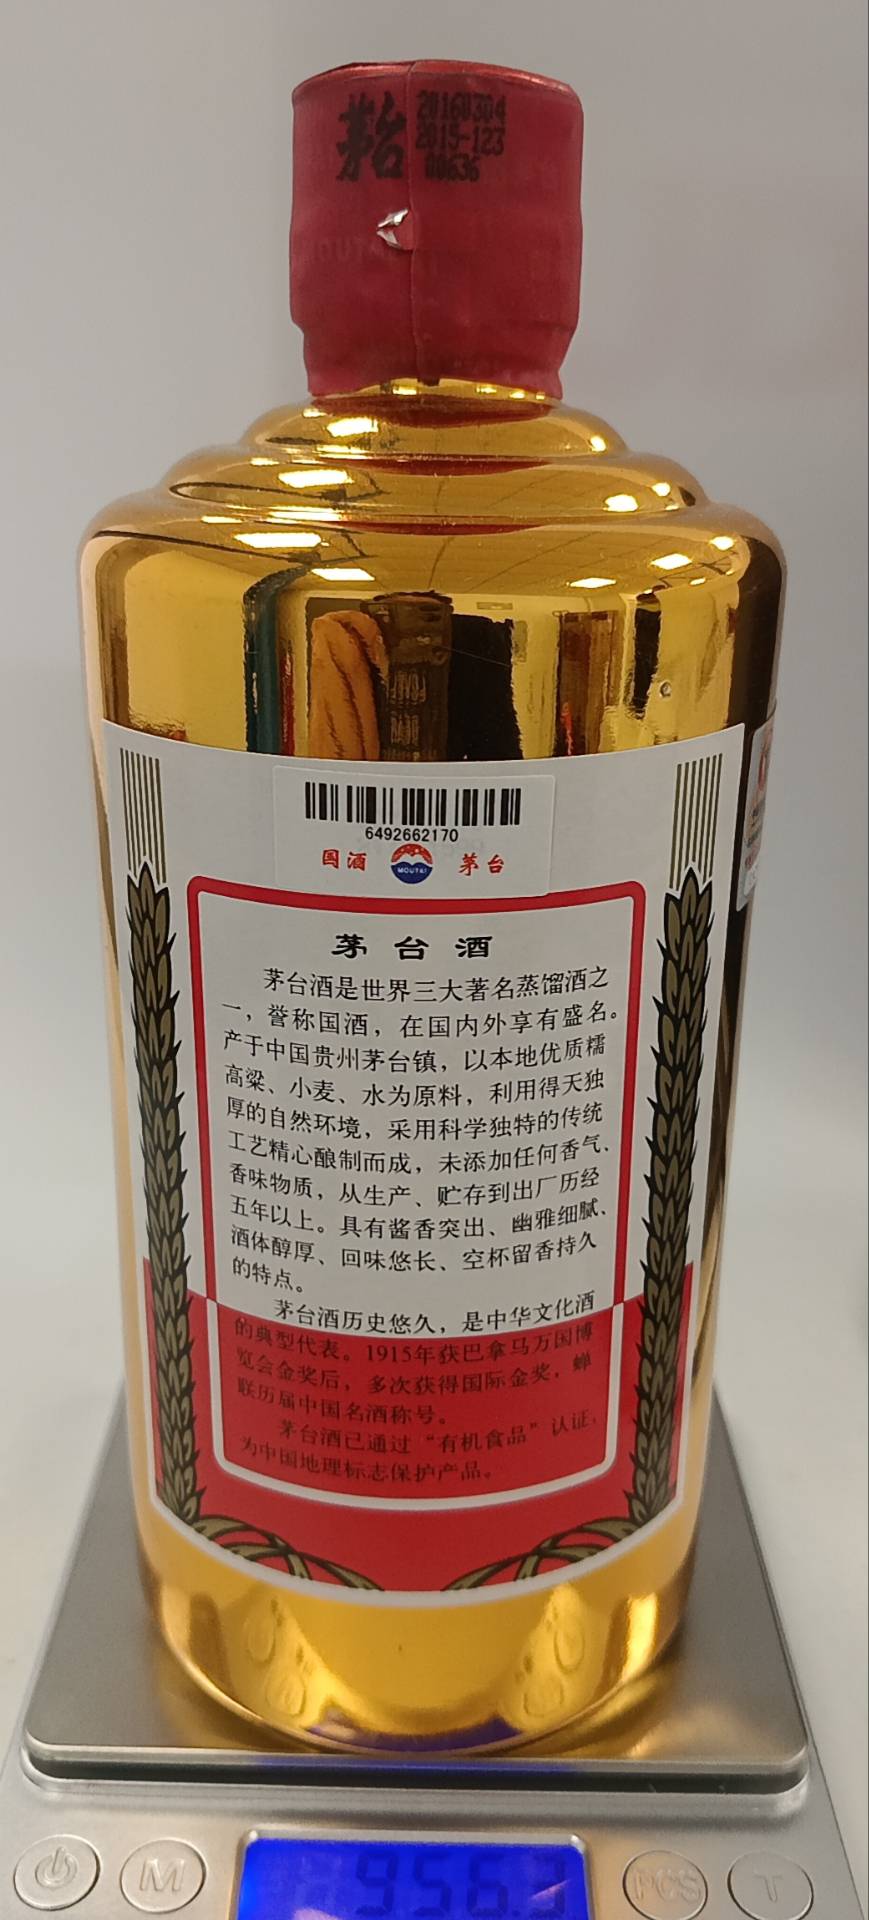 茅台
20160304
2015-123
00636
6492662170
国酒 MOUTAI 茅台
茅台酒
茅台酒是世界三大著名蒸馏酒之
一，誉称国酒，在国内外享有盛名。
产于中国贵州茅台镇，以本地优质糯
高粱、小麦、水为原料，利用得天独
厚的自然环境，采用科学独特的传统
工艺精心酿制而成，未添加任何香气、
香味物质，从生产、贮存到出厂历经
五年以上。具有酱香突出、幽雅细腻、
酒体醇厚、回味悠长、空杯留香持久
的特点。
茅台酒历史悠久，是中华文化酒
的典型代表。1915年获巴拿马万国博
览会金奖后，多次获得国际金奖，蝉
联历届中国名酒称号。
茅台酒已通过“有机食品”认证，
为中国地理标志保护产品。
M
PCS
T